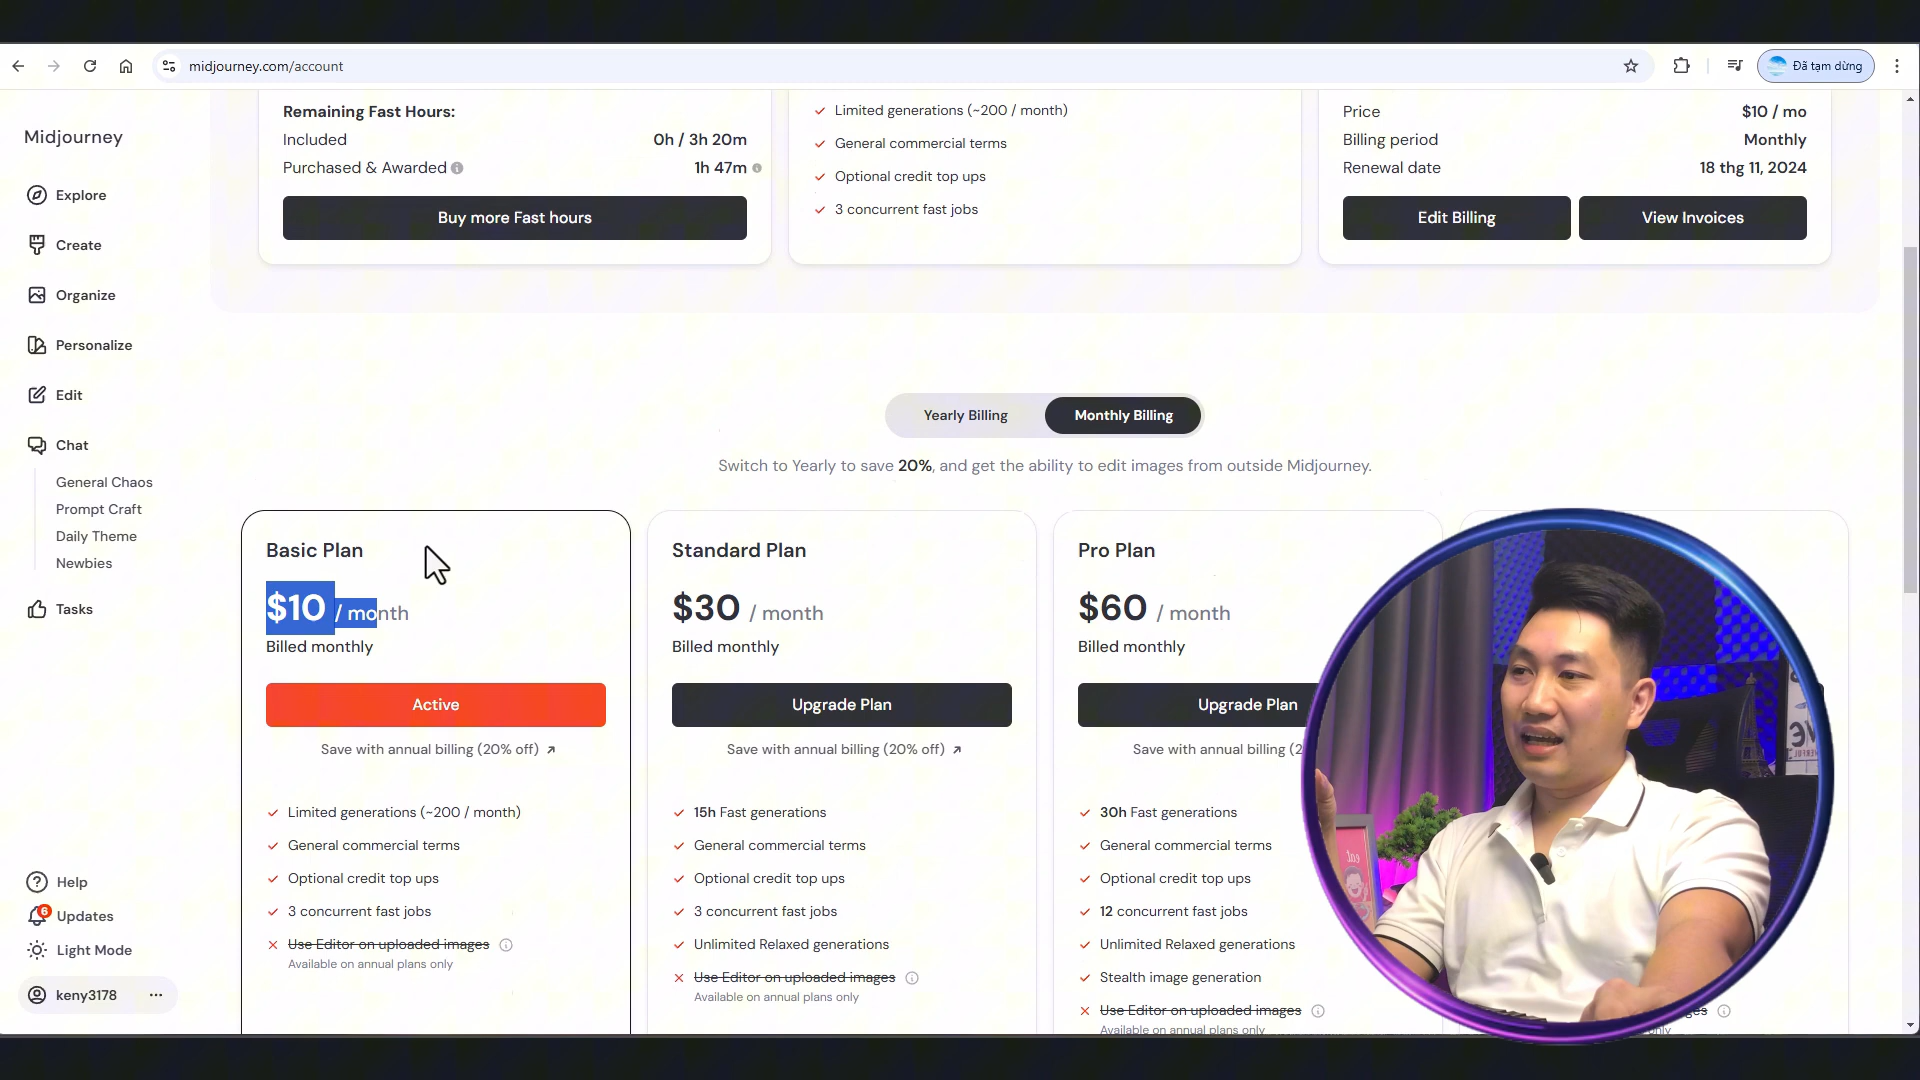 midjourney.com/account
Đã tạm dừng
Midjourney
Explore
Create
Organize
Personalize
Edit
Chat
General Chaos
Prompt Craft
Daily Theme
Newbies
Tasks
Help
6
Updates
Light Mode
keny3178
Remaining Fast Hours:
Included 0h / 3h 20m
Purchased & Awarded 1h 47m
Buy more Fast hours
Limited generations (~200 / month)
General commercial terms
Optional credit top ups
3 concurrent fast jobs
Price $10 / mo
Billing period Monthly
Renewal date 18 thg 11, 2024
Edit Billing View Invoices
Yearly Billing Monthly Billing
Switch to Yearly to save 20%, and get the ability to edit images from outside Midjourney.
Basic Plan
$10 / month
Billed monthly
Active
Save with annual billing (20% off)
Limited generations (~200 / month)
General commercial terms
Optional credit top ups
3 concurrent fast jobs
Use Editor on uploaded images
Available on annual plans only
Standard Plan
$30 / month
Billed monthly
Upgrade Plan
Save with annual billing (20% off)
15h Fast generations
General commercial terms
Optional credit top ups
3 concurrent fast jobs
Unlimited Relaxed generations
Use Editor on uploaded images
Available on annual plans only
Pro Plan
$60 / month
Billed monthly
Upgrade Plan
Save with annual billing (2
30h Fast generations
General commercial terms
Optional credit top ups
12 concurrent fast jobs
Unlimited Relaxed generations
Stealth image generation
Use Editor on uploaded images
Available on annual plans only